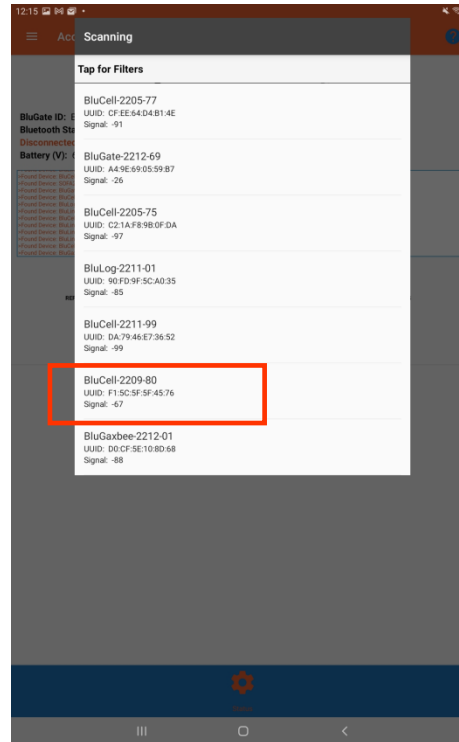 12:15
Acc
Scanning
Tap for Filters
BluCell-2205-77
UUID: CF:EE:64:D4:B1:4E
Signal: -91
BluGate ID: E
Bluetooth Sta
Disconnected
Battery (V):
BluGate-2212-69
UUID: A4:9E:69:05:59:B7
Signal: -26
BluCell-2205-75
UUID: C2:1A:F8:9B:0F:DA
Signal: -97
BluLog-2211-01
UUID: 90:FD:9F:5C:A0:35
Signal: -85
BluCell-2211-99
UUID: DA:79:46:E7:36:52
Signal: -99
BluCell-2209-80
UUID: F1:5C:5F:5F:45:76
Signal: -67
BluGaxbee-2212-01
UUID: D0:CF:5E:10:8D:68
Signal: -88